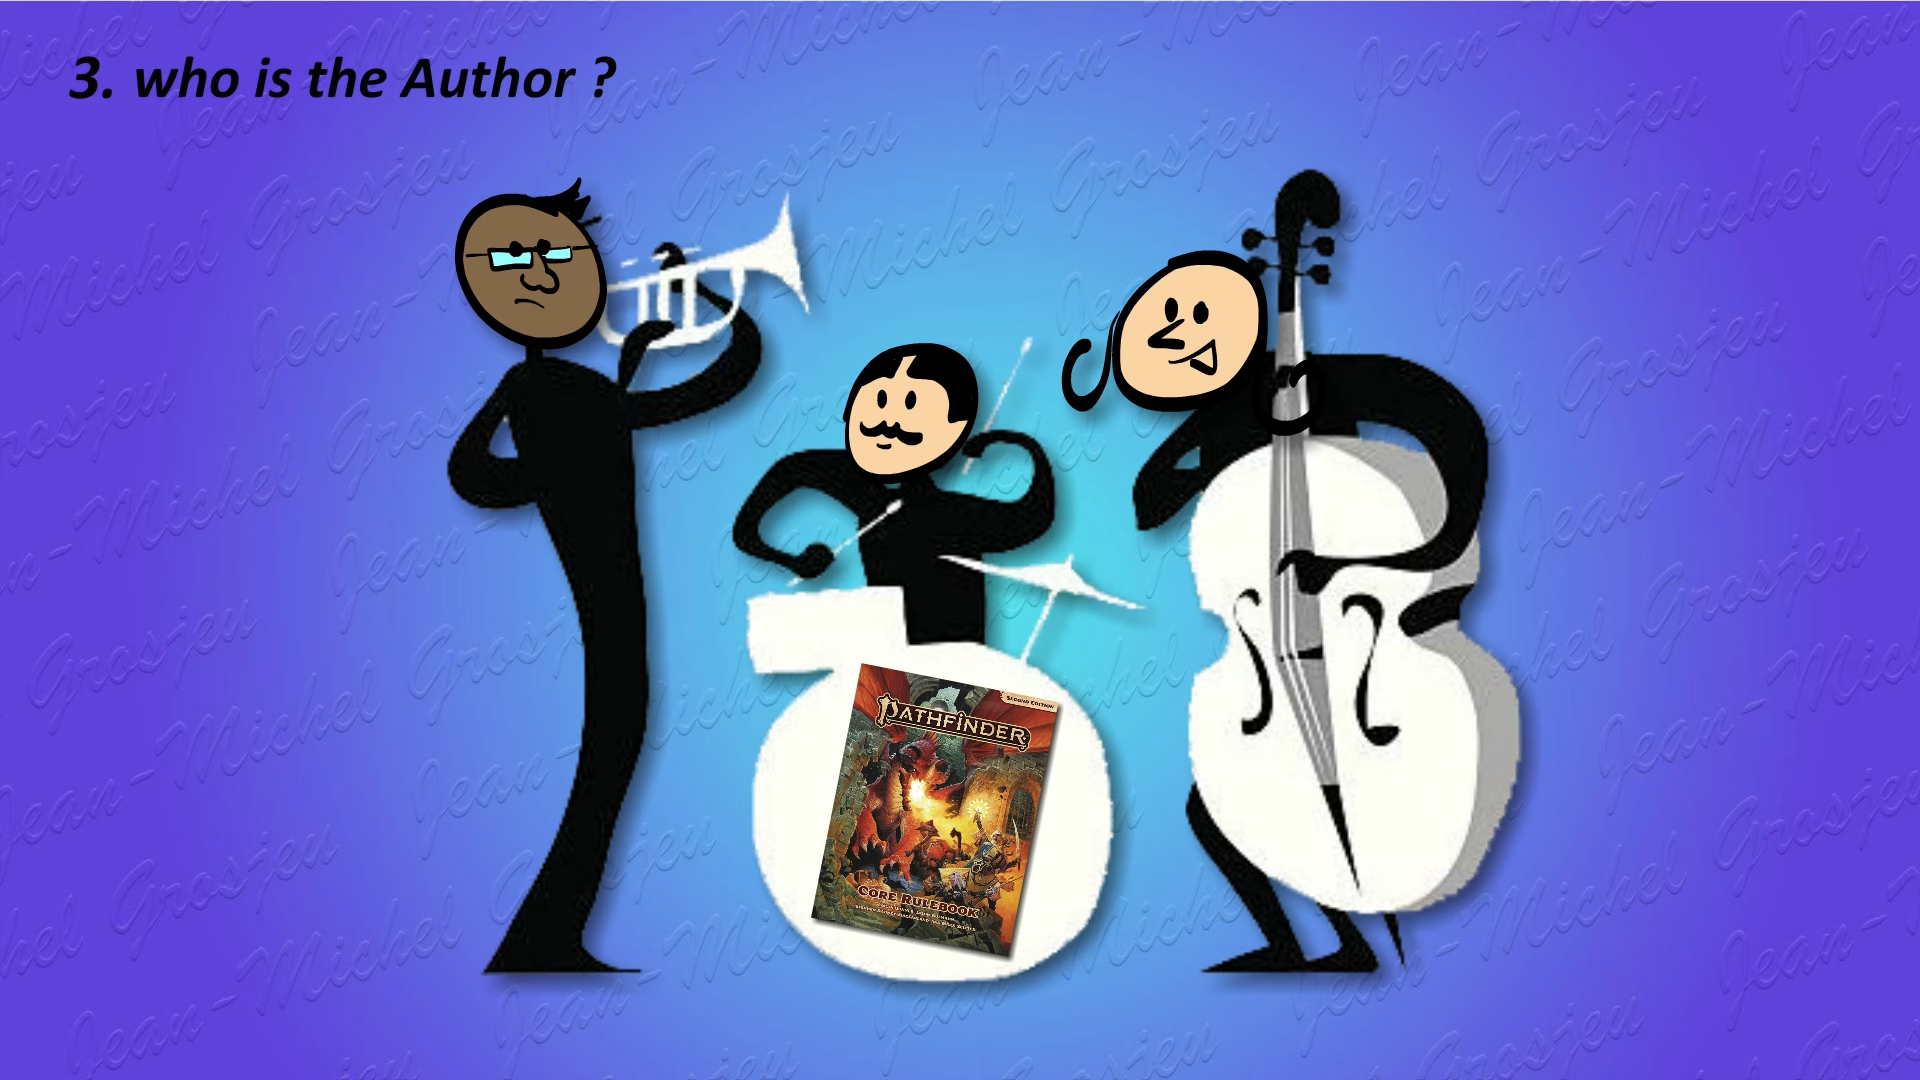 3. who is the Author ?
Jean-Michel Grosjeu
SECOND EDITION
PATHFINDER
CORE RULEBOOK